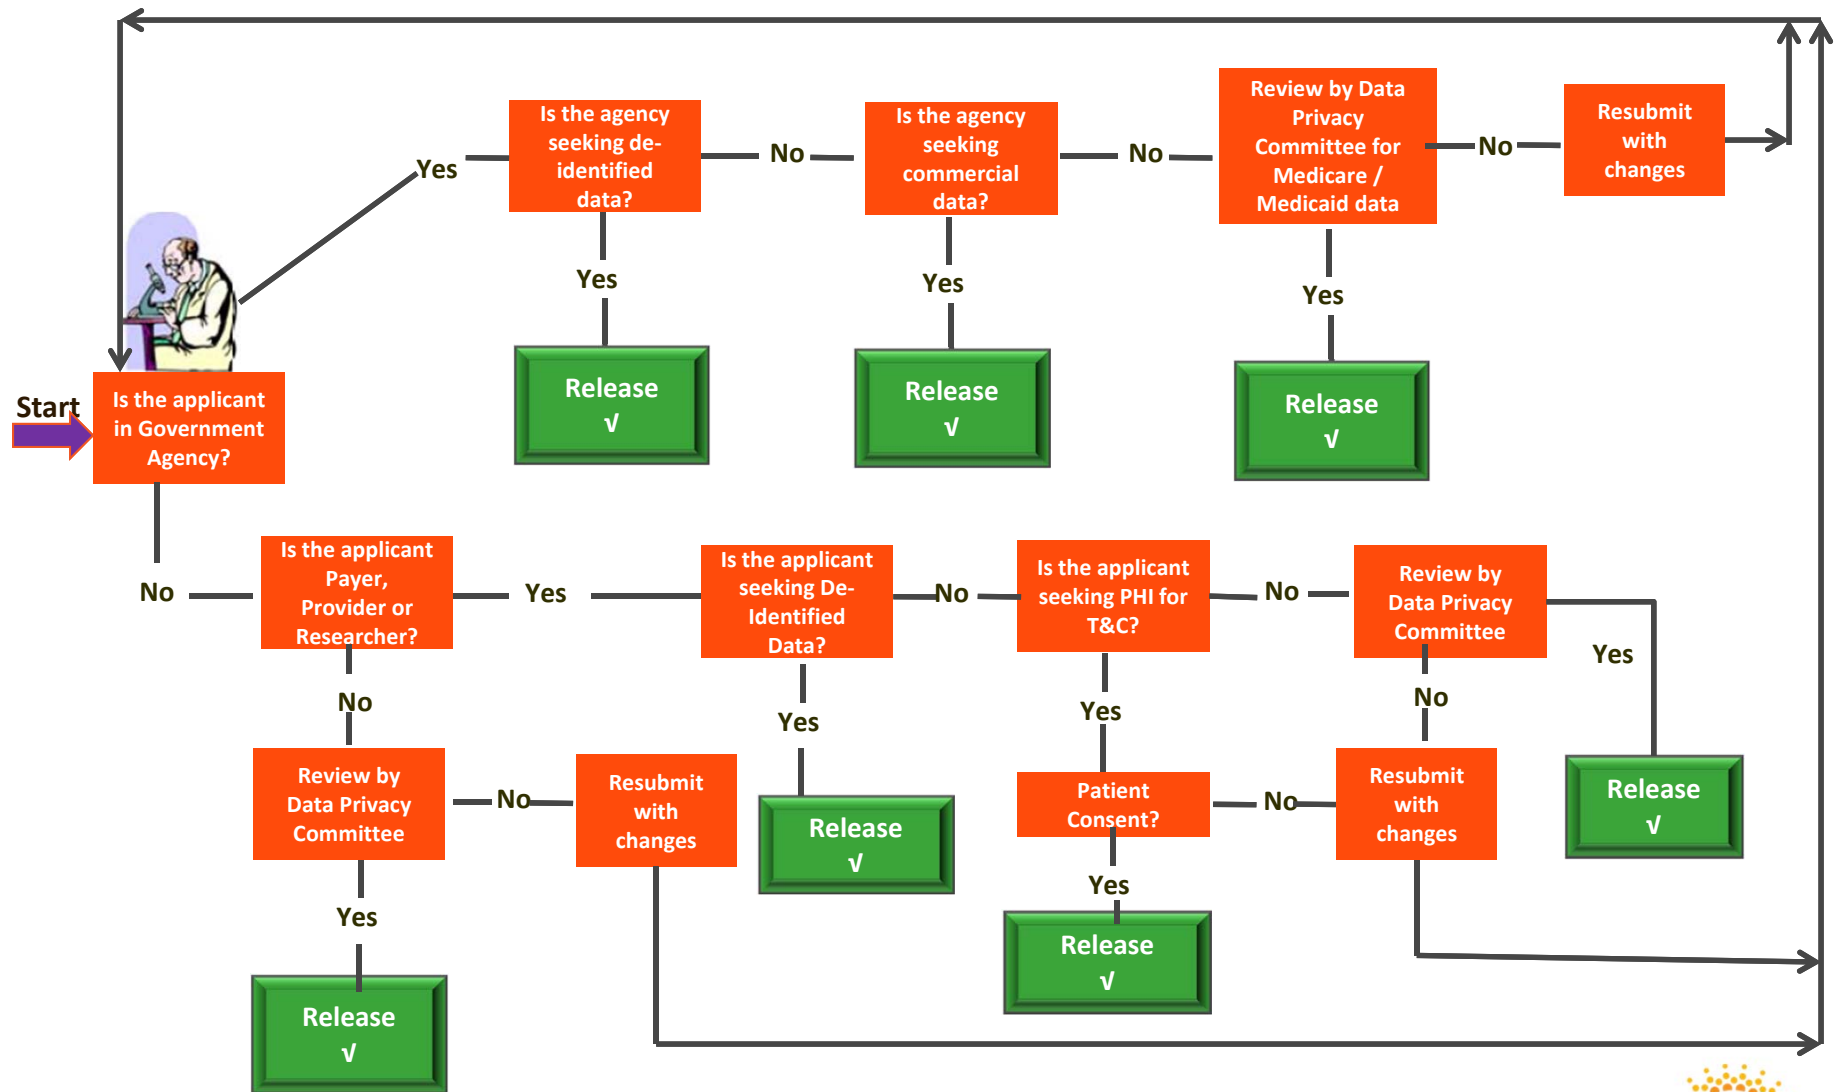 Is the agency
seeking de-
identified
data?
No
Is the agency
seeking
commercial
data?
No
Review by Data
Privacy
Committee for
Medicare /
Medicaid data
No
Resubmit
with
changes
Yes
Yes
Yes
Yes
Release
√
Release
√
Release
√
Start
Is the applicant
in Government
Agency?
No
Is the applicant
Payer,
Provider or
Researcher?
Yes
Is the applicant
seeking De-
Identified
Data?
No
Is the applicant
seeking PHI for
T&C?
No
Review by
Data Privacy
Committee
Yes
No
Yes
Yes
No
Review by
Data Privacy
Committee
No
Resubmit
with
changes
Release
√
Patient
Consent?
No
Resubmit
with
changes
Release
√
Yes
Yes
Release
√
Release
√